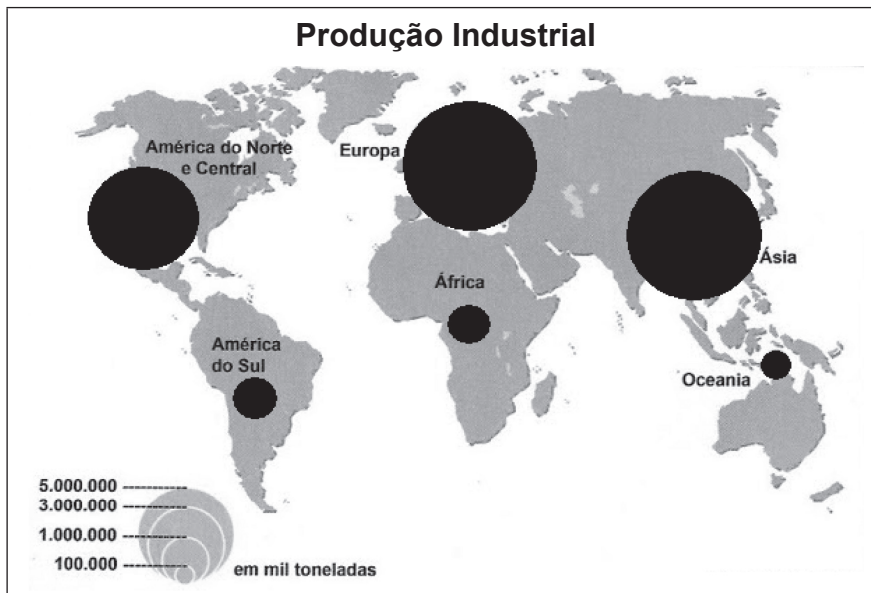 Produção Industrial
América do Norte
e Central
Europa
Ásia
África
América
do Sul
Oceania
5.000.000
3.000.000
1.000.000
100.000
em mil toneladas